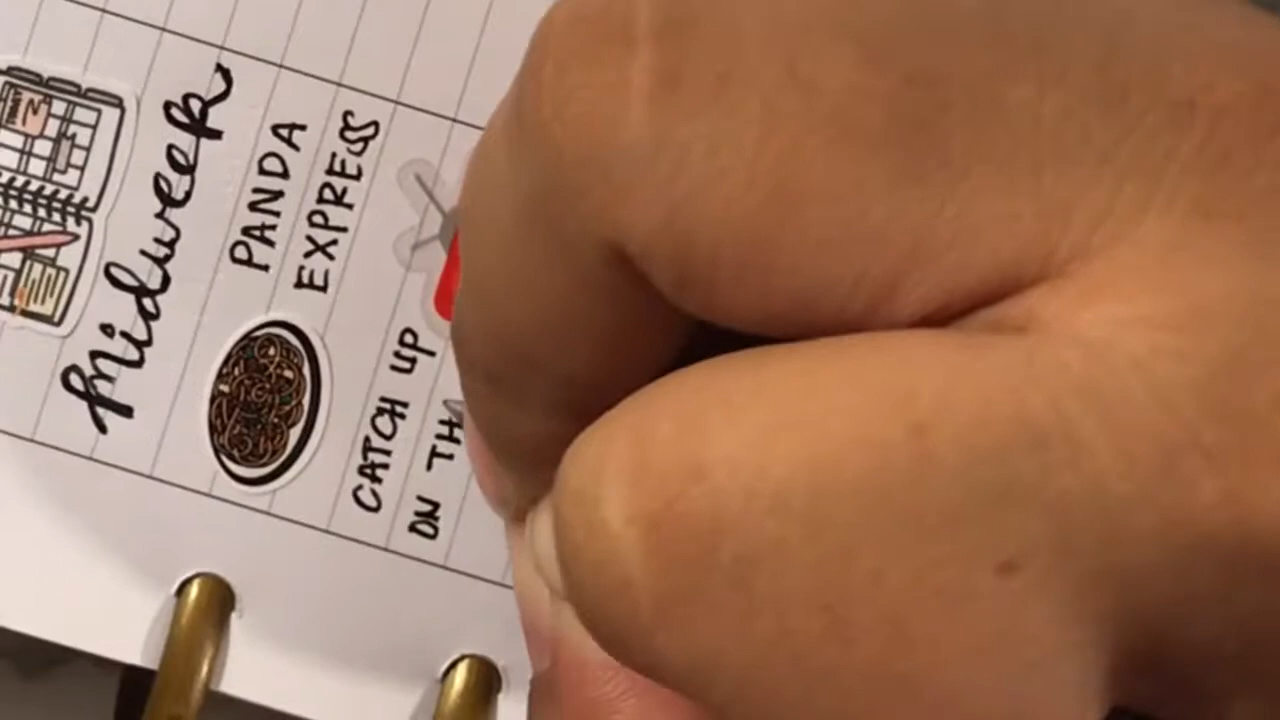 Midweek
PANDA
EXPRESS
CATCH UP
ON TH